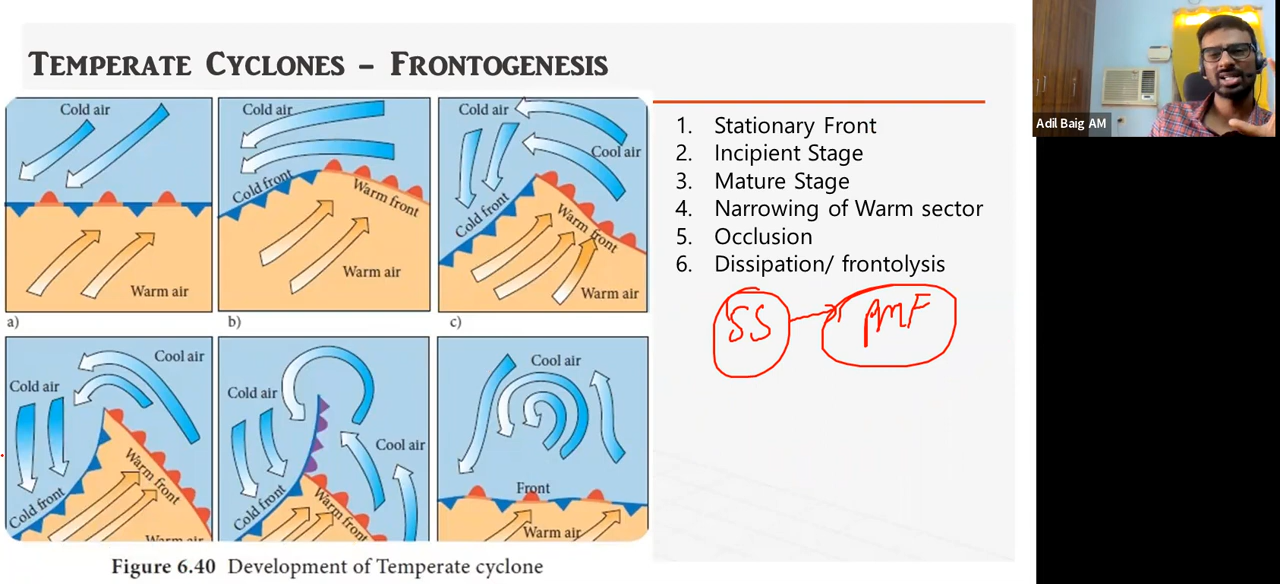 TEMPERATE CYCLONES – FRONTOGENESIS
Adil Baig AM
Cold air
Warm air
a)
Cold air
Cold front
Warm front
Warm air
b)
Cold air
Cool air
Cold front
Warm front
Warm air
c)
Cool air
Cold air
Warm front
Cold front
Warm air
Cold air
Cool air
Cold front
Warm front
Cool air
Front
Warm air
Figure 6.40 Development of Temperate cyclone
1. Stationary Front
2. Incipient Stage
3. Mature Stage
4. Narrowing of Warm sector
5. Occlusion
6. Dissipation/ frontolysis
SS
PMF